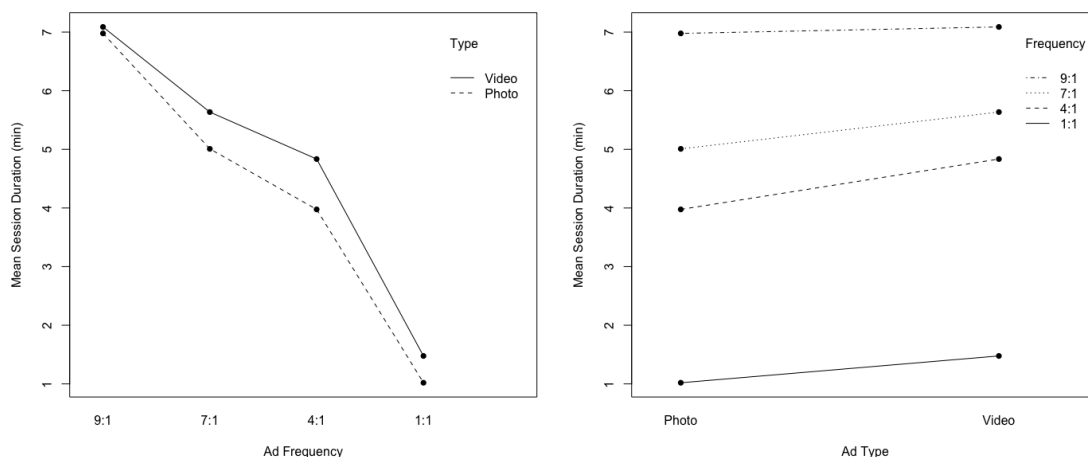 Mean Session Duration (min)
7
6
5
4
3
2
1
Type
Video
Photo
9:1
7:1
4:1
1:1
Ad Frequency
Mean Session Duration (min)
7
6
5
4
3
2
1
Frequency
9:1
7:1
4:1
1:1
Photo
Video
Ad Type